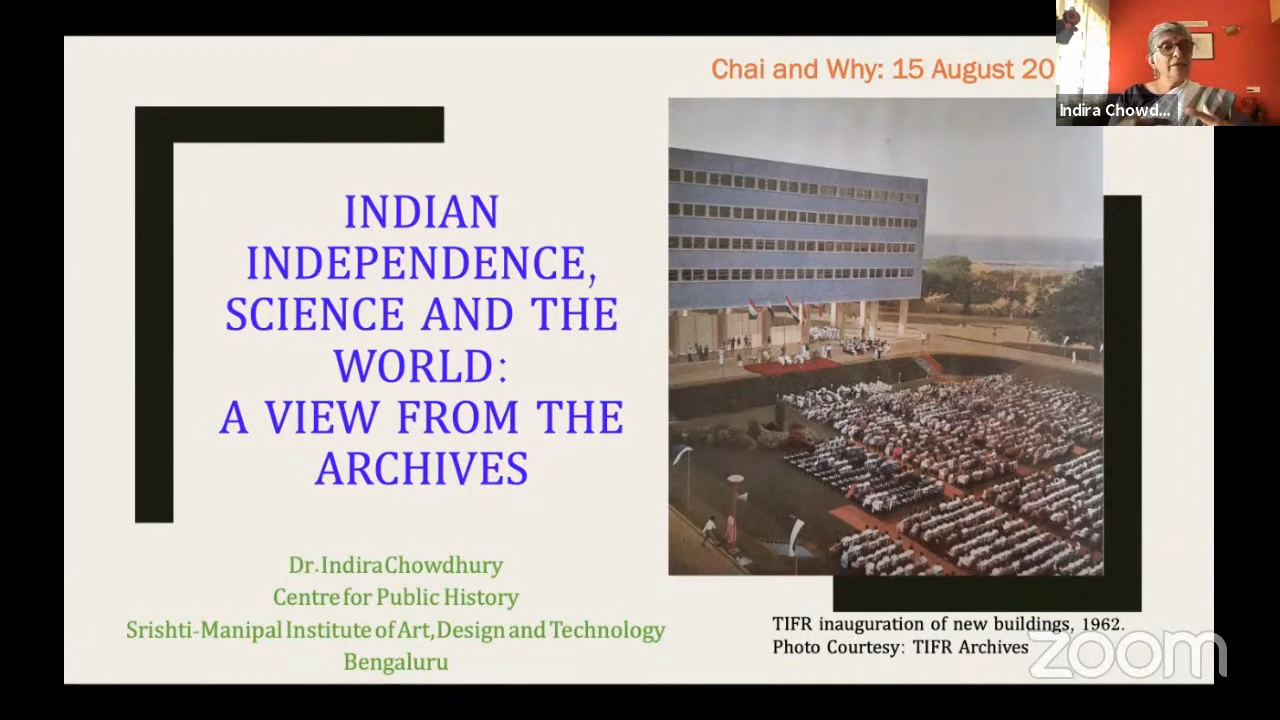 Chai and Why: 15 August 20
Indira Chowd...
INDIAN
INDEPENDENCE,
SCIENCE AND THE
WORLD:
A VIEW FROM THE
ARCHIVES
Dr. Indira Chowdhury
Centre for Public History
Srishti-Manipal Institute of Art, Design and Technology
Bengaluru
TIFR inauguration of new buildings, 1962.
Photo Courtesy: TIFR Archives
zoom